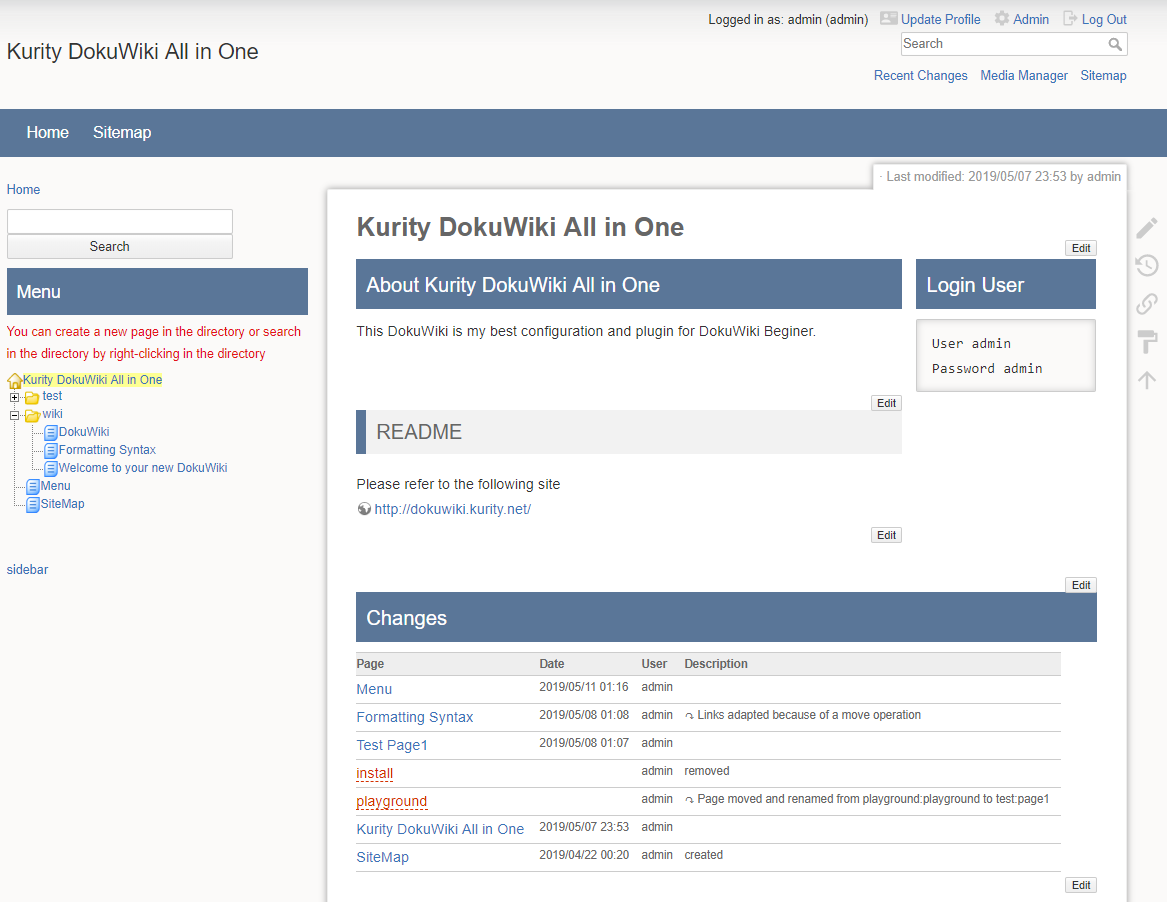 Logged in as: admin (admin) Update Profile Admin Log Out
Kurity DokuWiki All in One
Search
Recent Changes Media Manager Sitemap
Home Sitemap
Home
Search
Menu
You can create a new page in the directory or search
in the directory by right-clicking in the directory
Kurity DokuWiki All in One
test
wiki
DokuWiki
Formatting Syntax
Welcome to your new DokuWiki
Menu
SiteMap
sidebar
· Last modified: 2019/05/07 23:53 by admin
Kurity DokuWiki All in One
Edit
About Kurity DokuWiki All in One
This DokuWiki is my best configuration and plugin for DokuWiki Beginer.
Edit
Login User
User admin
Password admin
README
Please refer to the following site
http://dokuwiki.kurity.net/
Edit
Edit
Changes
Page Date User Description
Menu 2019/05/11 01:16 admin
Formatting Syntax 2019/05/08 01:08 admin ↷ Links adapted because of a move operation
Test Page1 2019/05/08 01:07 admin
install admin removed
playground admin ↷ Page moved and renamed from playground:playground to test:page1
Kurity DokuWiki All in One 2019/05/07 23:53 admin
SiteMap 2019/04/22 00:20 admin created
Edit